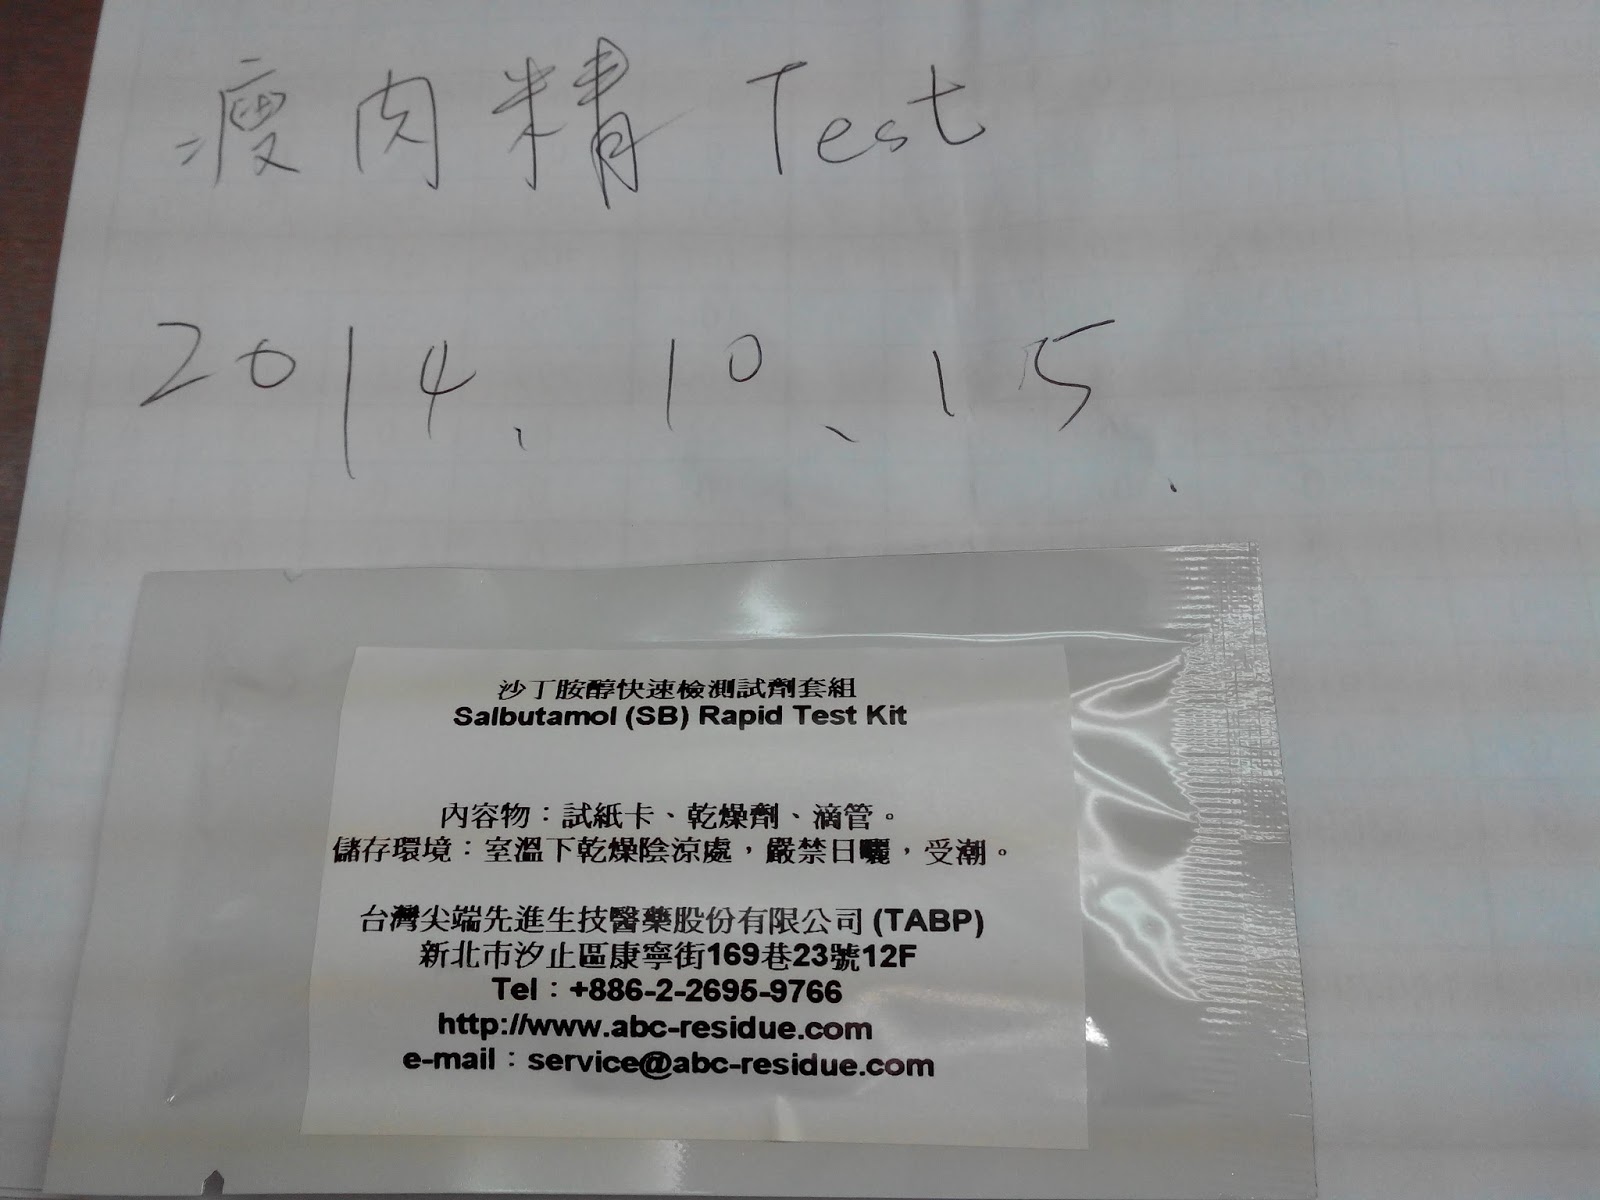 瘦肉精 Test
2014、10、15.
沙丁胺醇快速檢測試劑套組
Salbutamol (SB) Rapid Test Kit
內容物：試紙卡、乾燥劑、滴管。
儲存環境：室溫下乾燥陰涼處，嚴禁日曬，受潮。
台灣尖端先進生技醫藥股份有限公司 (TABP)
新北市汐止區康寧街169巷23號12F
Tel：+886-2-2695-9766
http://www.abc-residue.com
e-mail：service@abc-residue.com